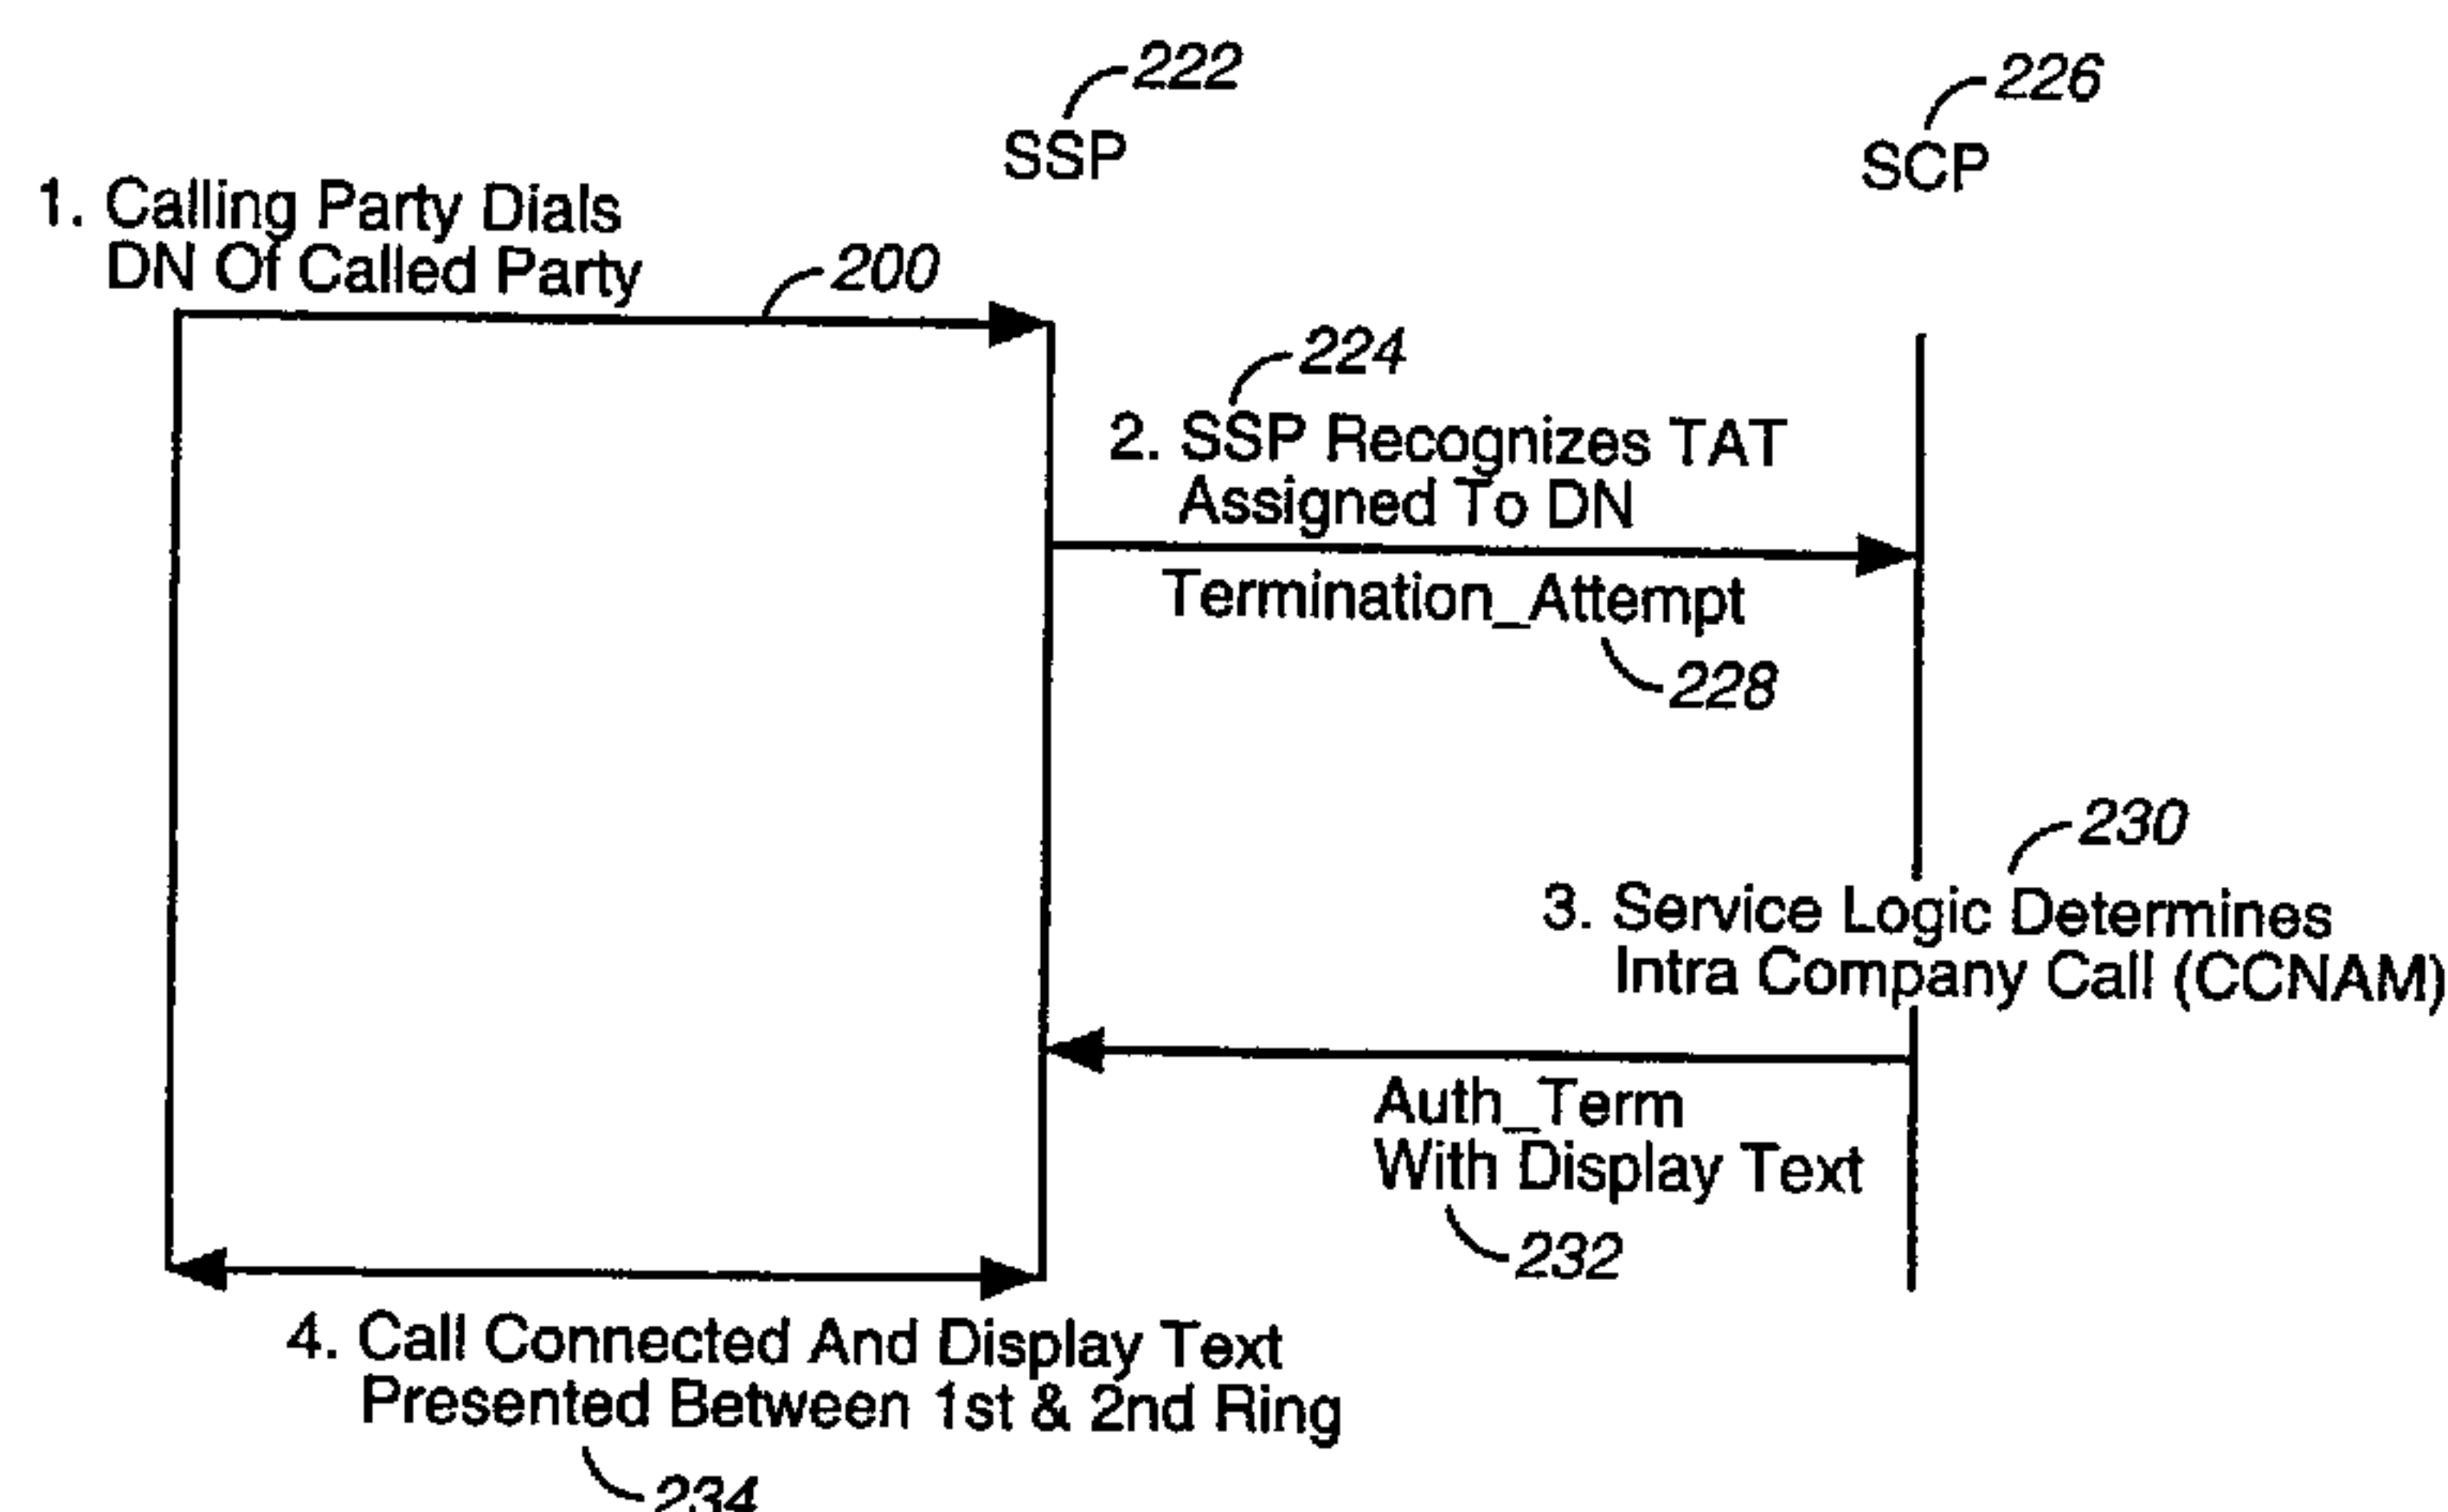 222
SSP
226
SCP
1. Calling Party Dials
DN Of Called Party
200
224
2. SSP Recognizes TAT
Assigned To DN
Termination_Attempt
228
230
3. Service Logic Determines
Intra Company Call (CCNAM)
Auth_Term
With Display Text
232
4. Call Connected And Display Text
Presented Between 1st & 2nd Ring
234